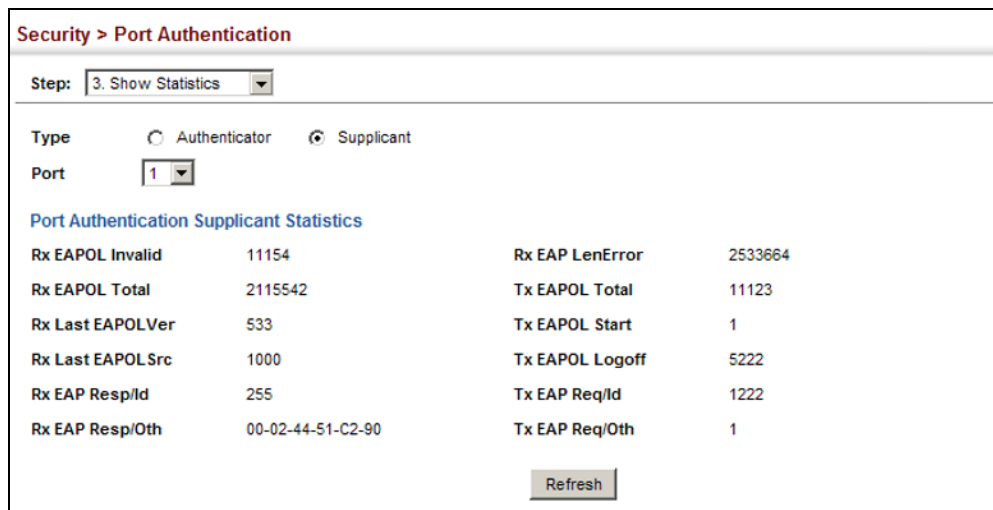 Security > Port Authentication
Step: 3. Show Statistics
Type Authenticator Supplicant
Port 1
Port Authentication Supplicant Statistics
Rx EAPOL Invalid 11154 Rx EAP LenError 2533664
Rx EAPOL Total 2115542 Tx EAPOL Total 11123
Rx Last EAPOLVer 533 Tx EAPOL Start 1
Rx Last EAPOLSrc 1000 Tx EAPOL Logoff 5222
Rx EAP Resp/Id 255 Tx EAP Req/Id 1222
Rx EAP Resp/Oth 00-02-44-51-C2-90 Tx EAP Req/Oth 1
Refresh